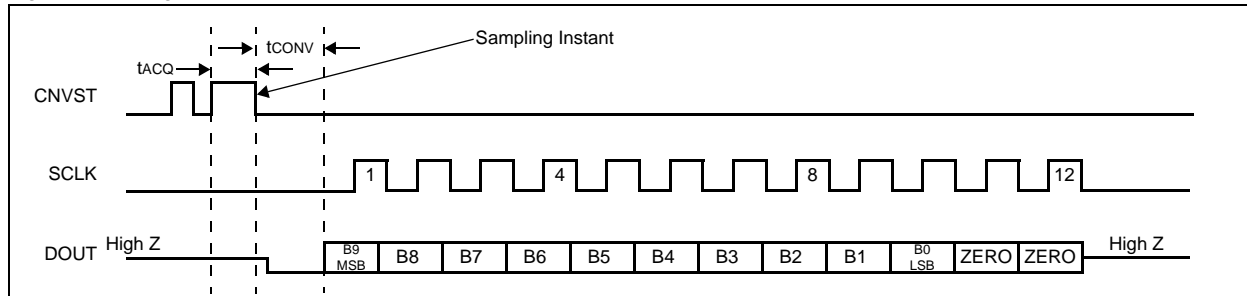 tCONV
Sampling Instant
tACQ
CNVST
SCLK
1 4 8 12
DOUT
High Z
B9 MSB B8 B7 B6 B5 B4 B3 B2 B1 B0 LSB ZERO ZERO
High Z